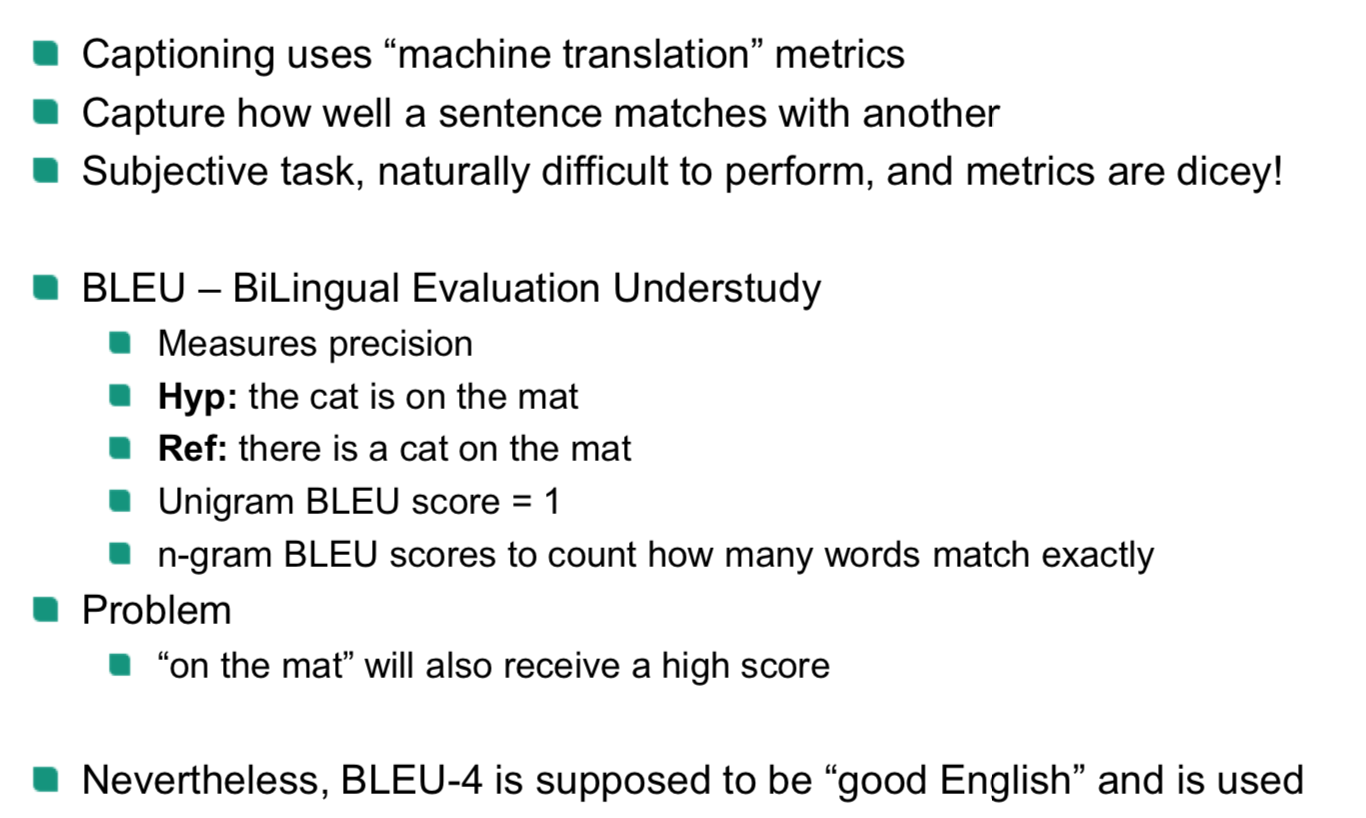 Captioning uses “machine translation” metrics
Capture how well a sentence matches with another
Subjective task, naturally difficult to perform, and metrics are dicey!
BLEU – BiLingual Evaluation Understudy
Measures precision
Hyp: the cat is on the mat
Ref: there is a cat on the mat
Unigram BLEU score = 1
n-gram BLEU scores to count how many words match exactly
Problem
“on the mat” will also receive a high score
Nevertheless, BLEU-4 is supposed to be “good English” and is used